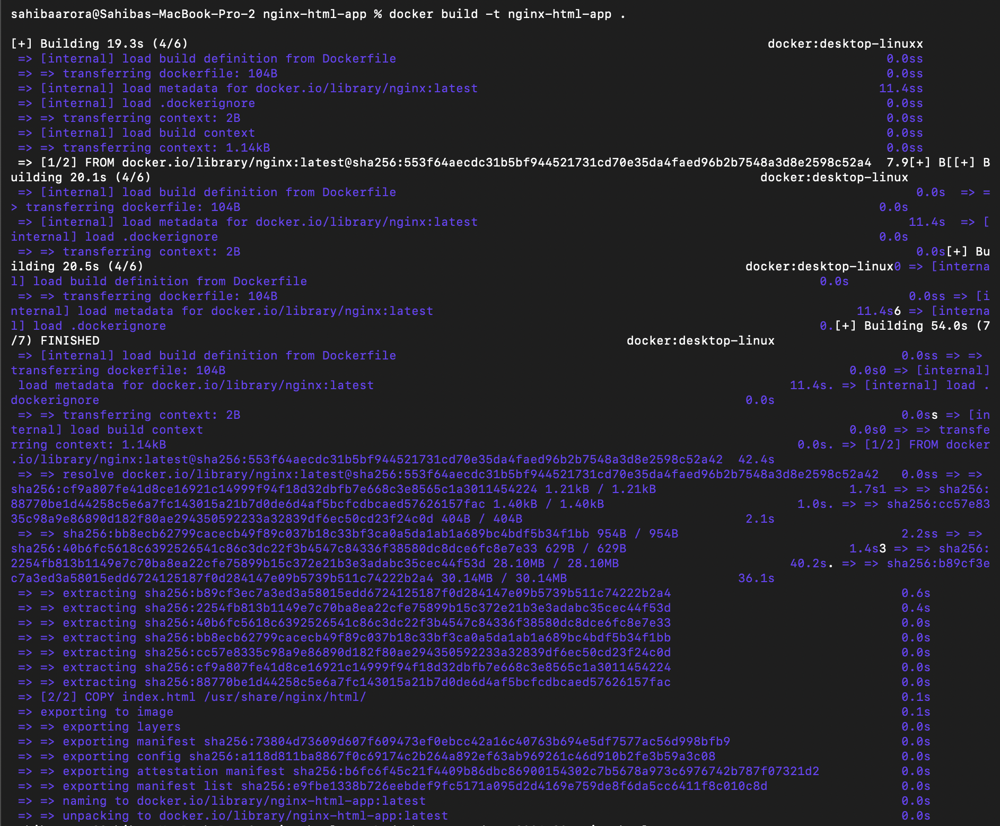 sahibaarora@Sahibas-MacBook-Pro-2 nginx-html-app % docker build -t nginx-html-app .
[+] Building 19.3s (4/6) docker:desktop-linuxx
=> [internal] load build definition from Dockerfile 0.0ss
=> => transferring dockerfile: 104B 0.0ss
=> [internal] load metadata for docker.io/library/nginx:latest 11.4ss
=> [internal] load .dockerignore 0.0ss
=> => transferring context: 2B 0.0ss
=> [internal] load build context 0.0ss
=> => transferring context: 1.14kB 0.0ss
=> [1/2] FROM docker.io/library/nginx:latest@sha256:553f64aecdc31b5bf944521731cd70e35da4faed96b2b7548a3d8e2598c52a4 7.9[+] B[[+] B
uilding 20.1s (4/6) docker:desktop-linux
=> [internal] load build definition from Dockerfile 0.0s => =
> transferring dockerfile: 104B 0.0s
=> [internal] load metadata for docker.io/library/nginx:latest 11.4s => [
internal] load .dockerignore 0.0s
=> => transferring context: 2B 0.0s[+] Bu
ilding 20.5s (4/6) docker:desktop-linux0 => [interna
l] load build definition from Dockerfile 0.0s
=> => transferring dockerfile: 104B 0.0ss => [i
nternal] load metadata for docker.io/library/nginx:latest 11.4s6 => [interna
l] load .dockerignore 0.[+] Building 54.0s (7
/7) FINISHED docker:desktop-linux
=> [internal] load build definition from Dockerfile 0.0ss => =>
transferring dockerfile: 104B 0.0s0 => [internal]
load metadata for docker.io/library/nginx:latest 11.4s. => [internal] load .
dockerignore 0.0s
=> => transferring context: 2B 0.0ss => [in
ternal] load build context 0.0s0 => => transfe
rring context: 1.14kB 0.0s. => [1/2] FROM docker
.io/library/nginx:latest@sha256:553f64aecdc31b5bf944521731cd70e35da4faed96b2b7548a3d8e2598c52a42 42.4s
=> => resolve docker.io/library/nginx:latest@sha256:553f64aecdc31b5bf944521731cd70e35da4faed96b2b7548a3d8e2598c52a42 0.0ss => =>
sha256:cf9a807fe41d8ce16921c14999f94f18d32dbfb7e668c3e8565c1a3011454224 1.21kB / 1.21kB 1.7s1 => => sha256:
88770be1d44258c5e6a7fc143015a21b7d0de6d4af5bcfcdbcaed57626157fac 1.40kB / 1.40kB 1.0s. => => sha256:cc57e83
35c98a9e86890d182f80ae294350592233a32839df6ec50cd23f24c0d 404B / 404B 2.1s
=> => sha256:bb8ecb62799cacecb49f89c037b18c33bf3ca0a5da1ab1a689bc4bdf5b34f1bb 954B / 954B 2.2ss => =>
sha256:40b6fc5618c6392526541c86c3dc22f3b4547c84336f38580dc8dce6fc8e7e33 629B / 629B 1.4s3 => => sha256:
2254fb813b1149e7c70ba8ea22cfe75899b15c372e21b3e3adabc35cec44f53d 28.10MB / 28.10MB 40.2s. => => sha256:b89cf3e
c7a3ed3a58015edd6724125187f0d284147e09b5739b511c74222b2a4 30.14MB / 30.14MB 36.1s
=> => extracting sha256:b89cf3ec7a3ed3a58015edd6724125187f0d284147e09b5739b511c74222b2a4 0.6s
=> => extracting sha256:2254fb813b1149e7c70ba8ea22cfe75899b15c372e21b3e3adabc35cec44f53d 0.4s
=> => extracting sha256:40b6fc5618c6392526541c86c3dc22f3b4547c84336f38580dc8dce6fc8e7e33 0.0s
=> => extracting sha256:bb8ecb62799cacecb49f89c037b18c33bf3ca0a5da1ab1a689bc4bdf5b34f1bb 0.0s
=> => extracting sha256:cc57e8335c98a9e86890d182f80ae294350592233a32839df6ec50cd23f24c0d 0.0s
=> => extracting sha256:cf9a807fe41d8ce16921c14999f94f18d32dbfb7e668c3e8565c1a3011454224 0.0s
=> => extracting sha256:88770be1d44258c5e6a7fc143015a21b7d0de6d4af5bcfcdbcaed57626157fac 0.0s
=> [2/2] COPY index.html /usr/share/nginx/html/ 0.1s
=> exporting to image 0.1s
=> => exporting layers 0.0s
=> => exporting manifest sha256:73804d73609d607f609473ef0ebcc42a16c40763b694e5df7577ac56d998bfb9 0.0s
=> => exporting config sha256:a118d811ba8867f0c69174c2b264a892ef63ab969261c46d910b2fe3b59a3c08 0.0s
=> => exporting attestation manifest sha256:b6fc6f45c21f4409b86dbc86900154302c7b5678a973c6976742b787f07321d2 0.0s
=> => exporting manifest list sha256:e9fbe1338b726eebdef9fc5171a095d2d4169e759de8f6da5cc6411f8c010c8d 0.0s
=> => naming to docker.io/library/nginx-html-app:latest 0.0s
=> => unpacking to docker.io/library/nginx-html-app:latest 0.0s